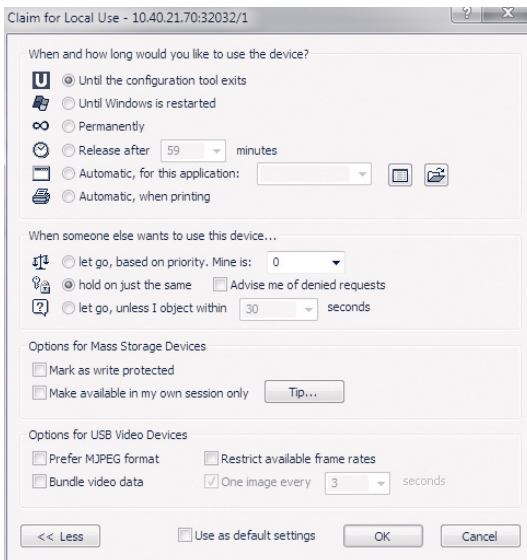 Claim for Local Use - 10.40.21.70:32032/1
When and how long would you like to use the device?
Until the configuration tool exits
Until Windows is restarted
Permanently
Release after 59 minutes
Automatic, for this application:
Automatic, when printing
When someone else wants to use this device...
let go, based on priority. Mine is: 0
hold on just the same Advise me of denied requests
let go, unless I object within 30 seconds
Options for Mass Storage Devices
Mark as write protected
Make available in my own session only Tip...
Options for USB Video Devices
Prefer MJPEG format Restrict available frame rates
Bundle video data One image every 3 seconds
<< Less Use as default settings OK Cancel